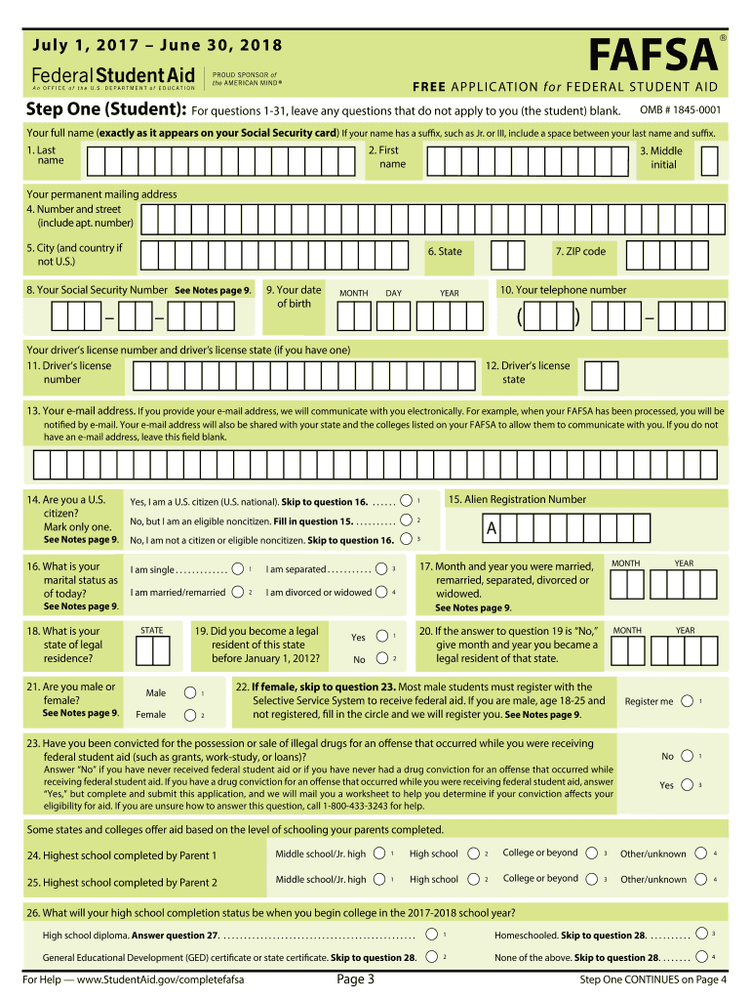 July 1, 2017 – June 30, 2018
FAFSA®
Federal Student Aid
An OFFICE of the U.S. DEPARTMENT of EDUCATION
PROUD SPONSOR of
the AMERICAN MIND®
FREE APPLICATION for FEDERAL STUDENT AID
Step One (Student): For questions 1-31, leave any questions that do not apply to you (the student) blank.
OMB # 1845-0001
Your full name (exactly as it appears on your Social Security card) If your name has a suffix, such as Jr. or III, include a space between your last name and suffix.
1. Last
name
2. First
name
3. Middle
initial
Your permanent mailing address
4. Number and street
(include apt. number)
5. City (and country if
not U.S.)
6. State
7. ZIP code
8. Your Social Security Number See Notes page 9.
– –
9. Your date
of birth
MONTH DAY YEAR
10. Your telephone number
( ) –
Your driver's license number and driver's license state (if you have one)
11. Driver's license
number
12. Driver's license
state
13. Your e-mail address. If you provide your e-mail address, we will communicate with you electronically. For example, when your FAFSA has been processed, you will be
notified by e-mail. Your e-mail address will also be shared with your state and the colleges listed on your FAFSA to allow them to communicate with you. If you do not
have an e-mail address, leave this field blank.
14. Are you a U.S.
citizen?
Mark only one.
See Notes page 9.
Yes, I am a U.S. citizen (U.S. national). Skip to question 16. . . . . . . 1
No, but I am an eligible noncitizen. Fill in question 15. . . . . . . . . . . 2
No, I am not a citizen or eligible noncitizen. Skip to question 16. 3
15. Alien Registration Number
A
16. What is your
marital status as
of today?
See Notes page 9.
I am single . . . . . . . . . . . . 1
I am separated . . . . . . . . . . 3
I am married/remarried 2
I am divorced or widowed 4
17. Month and year you were married,
remarried, separated, divorced or
widowed.
See Notes page 9.
MONTH YEAR
18. What is your
state of legal
residence?
STATE
19. Did you become a legal
resident of this state
before January 1, 2012?
Yes 1
No 2
20. If the answer to question 19 is "No,"
give month and year you became a
legal resident of that state.
MONTH YEAR
21. Are you male or
female?
See Notes page 9.
Male 1
Female 2
22. If female, skip to question 23. Most male students must register with the
Selective Service System to receive federal aid. If you are male, age 18-25 and
not registered, fill in the circle and we will register you. See Notes page 9.
Register me 1
23. Have you been convicted for the possession or sale of illegal drugs for an offense that occurred while you were receiving
federal student aid (such as grants, work-study, or loans)?
Answer "No" if you have never received federal student aid or if you have never had a drug conviction for an offense that occurred while
receiving federal student aid. If you have a drug conviction for an offense that occurred while you were receiving federal student aid, answer
"Yes," but complete and submit this application, and we will mail you a worksheet to help you determine if your conviction affects your
eligibility for aid. If you are unsure how to answer this question, call 1-800-433-3243 for help.
No 1
Yes 3
Some states and colleges offer aid based on the level of schooling your parents completed.
24. Highest school completed by Parent 1
Middle school/Jr. high 1 High school 2 College or beyond 3 Other/unknown 4
25. Highest school completed by Parent 2
Middle school/Jr. high 1 High school 2 College or beyond 3 Other/unknown 4
26. What will your high school completion status be when you begin college in the 2017-2018 school year?
High school diploma. Answer question 27. . . . . . . . . . . . . . . . . . . . . . . . . . . . . . . . . . . . . . . . 1
Homeschooled. Skip to question 28. . . . . . . . . . . 3
General Educational Development (GED) certificate or state certificate. Skip to question 28. 2
None of the above. Skip to question 28. . . . . . . . 4
For Help — www.StudentAid.gov/completefafsa
Page 3
Step One CONTINUES on Page 4